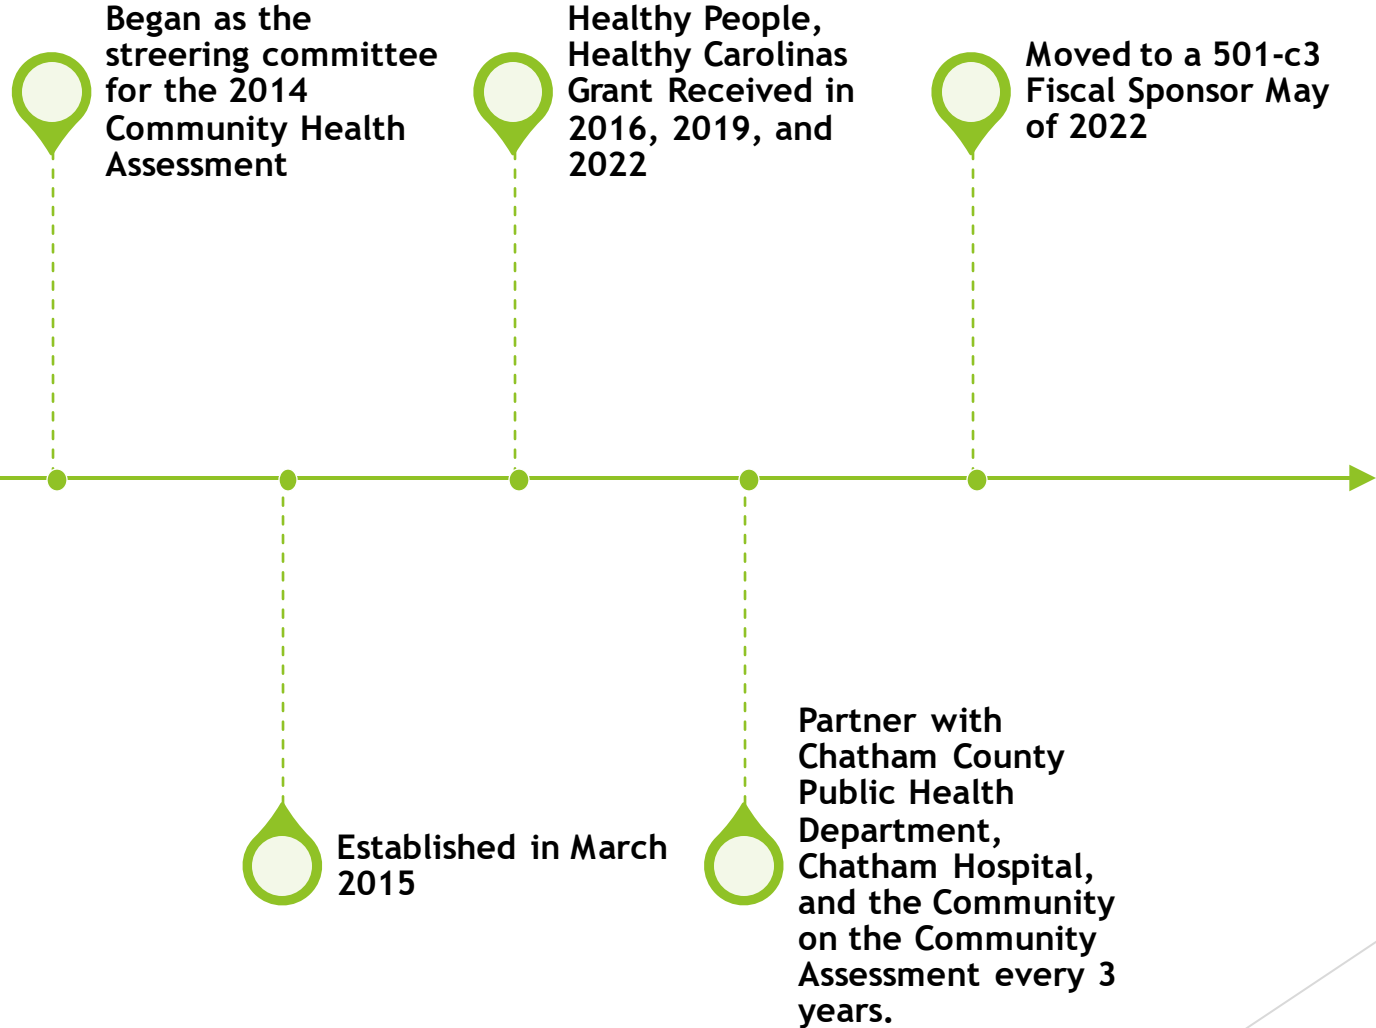 Began as the
streering committee
for the 2014
Community Health
Assessment
Healthy People,
Healthy Carolinas
Grant Received in
2016, 2019, and
2022
Moved to a 501-c3
Fiscal Sponsor May
of 2022
Established in March
2015
Partner with
Chatham County
Public Health
Department,
Chatham Hospital,
and the Community
on the Community
Assessment every 3
years.